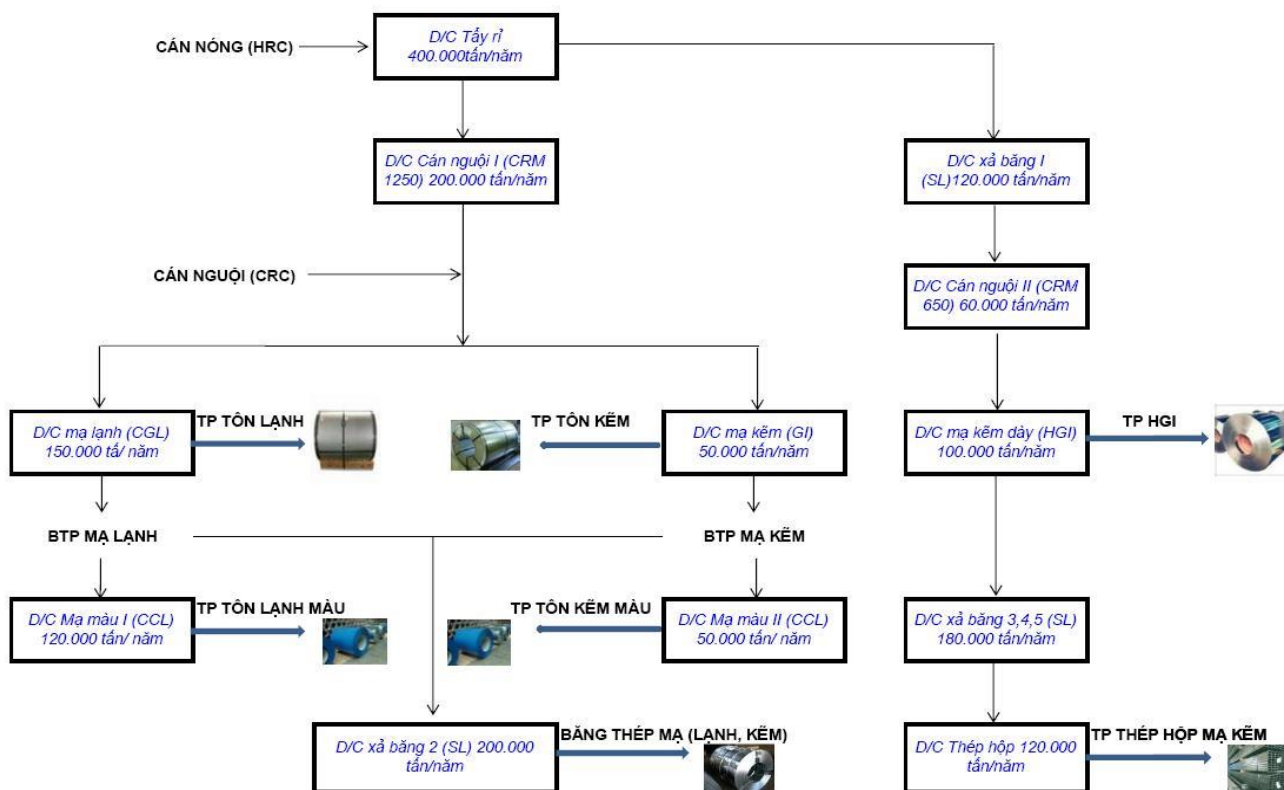 D/C Tẩy rỉ
400.000tấn/năm
CÁN NÓNG (HRC)
D/C Cán nguội I (CRM
1250) 200.000 tấn/năm
D/C xả băng I
(SL)120.000 tấn/năm
CÁN NGUỘI (CRC)
D/C Cán nguội II (CRM
650) 60.000 tấn/năm
D/C mạ lạnh (CGL)
150.000 tấ/ năm
TP TÔN LẠNH
TP TÔN KẼM
D/C mạ kẽm (GI)
50.000 tấn/năm
D/C mạ kẽm dày (HGI)
100.000 tấn/năm
TP HGI
BTP MẠ LẠNH
BTP MẠ KẼM
D/C Mạ màu I (CCL)
120.000 tấn/ năm
TP TÔN LẠNH MÀU
TP TÔN KẼM MÀU
D/C Mạ màu II (CCL)
50.000 tấn/ năm
D/C xả băng 3,4,5 (SL)
180.000 tấn/năm
D/C xả băng 2 (SL) 200.000
tấn/năm
BĂNG THÉP MẠ (LẠNH, KẼM)
D/C Thép hộp 120.000
tấn/năm
TP THÉP HỘP MẠ KẼM